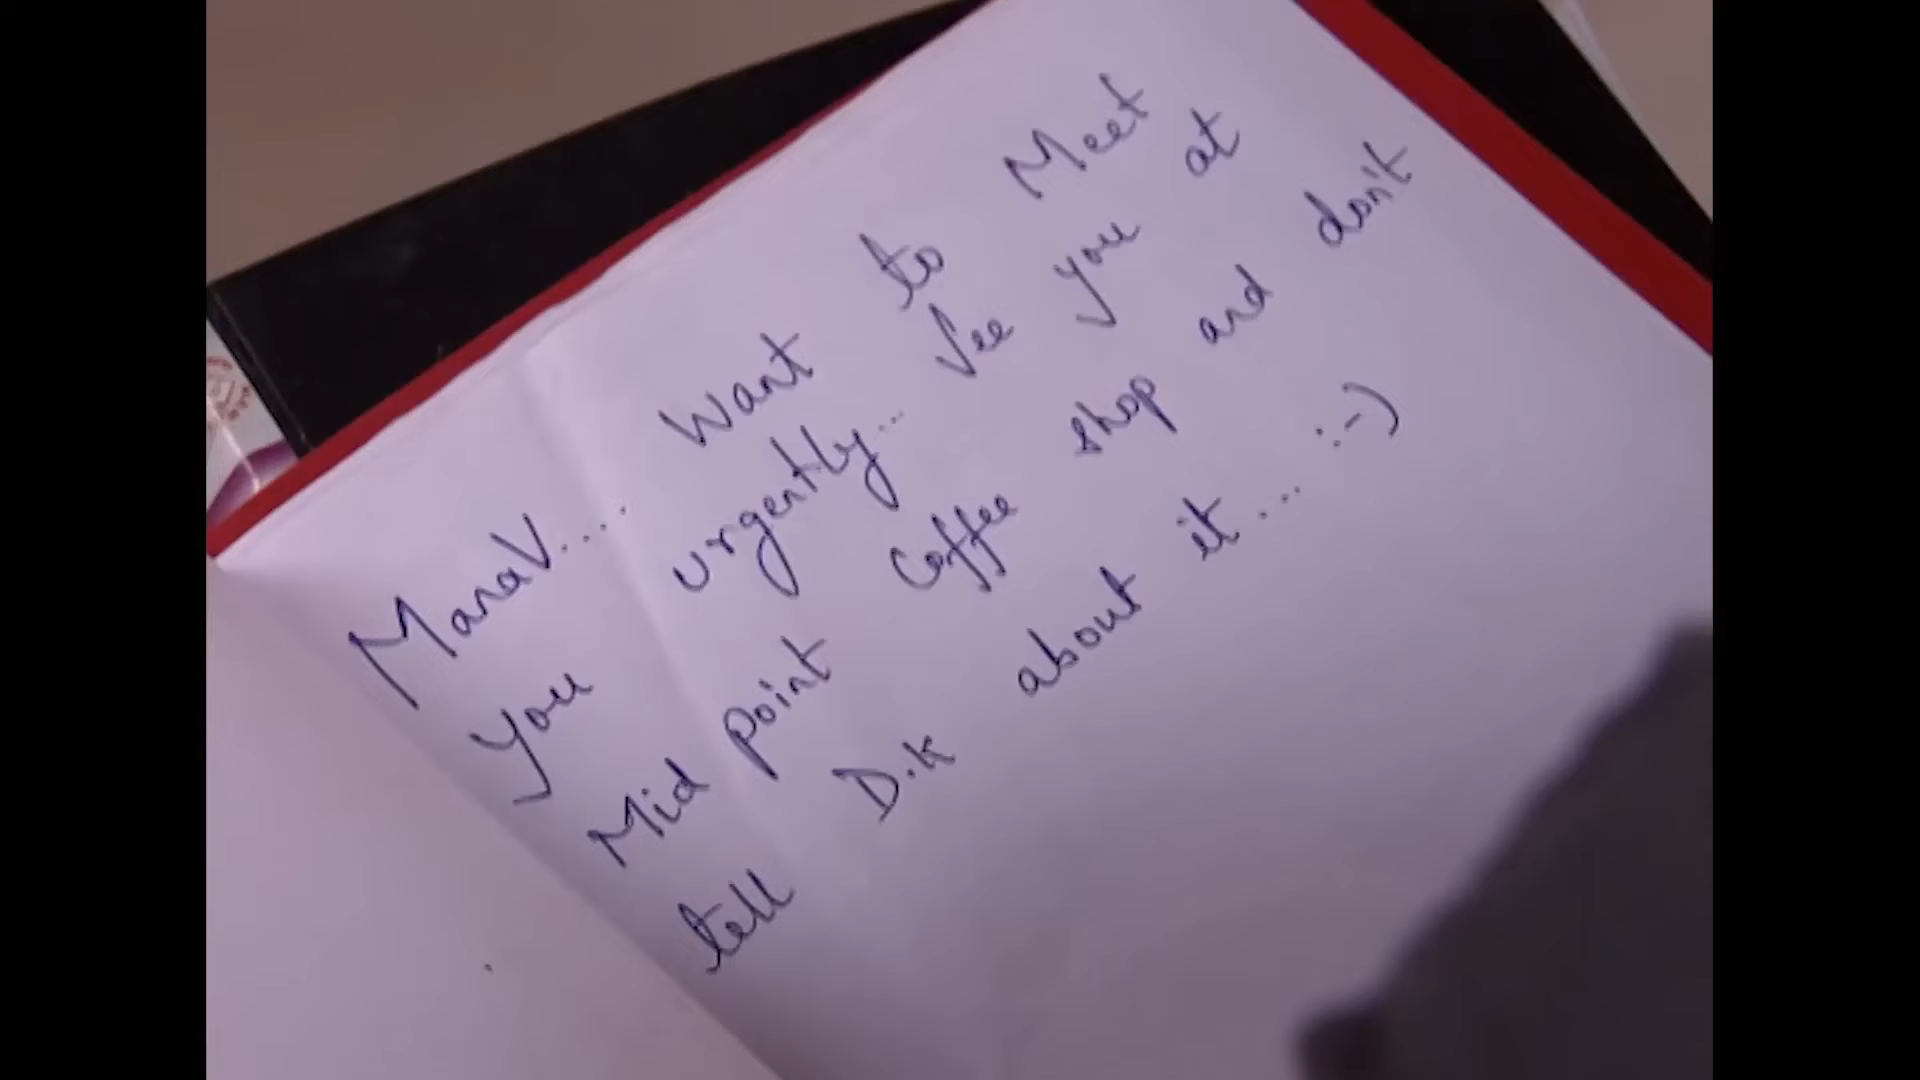 Manav.... Want to Meet
You urgently... See you at
Mid point Coffee shop and don't
tell D.K about it... :-)